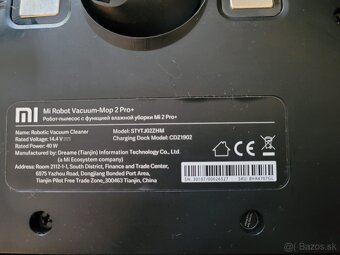 mi
Mi Robot Vacuum-Mop 2 Pro+
Робот-пылесос с функцией влажной уборки Mi 2 Pro+
Name: Robotic Vacuum Cleaner Model: STYTJ02ZHM
Rated Voltage: 14.4 V Charging Dock Model: CDZ1902
Rated Power: 40 W
Manufacturer: Dreame (Tianjin) Information Technology Co., Ltd.
(a Mi Ecosystem company)
Address: Room 2112-1-1, South District, Finance and Trade Center,
6975 Yazhou Road, Dongjiang Bonded Port Area,
Tianjin Pilot Free Trade Zone, 300463 Tianjin, China
CE
EAC
bazos.sk